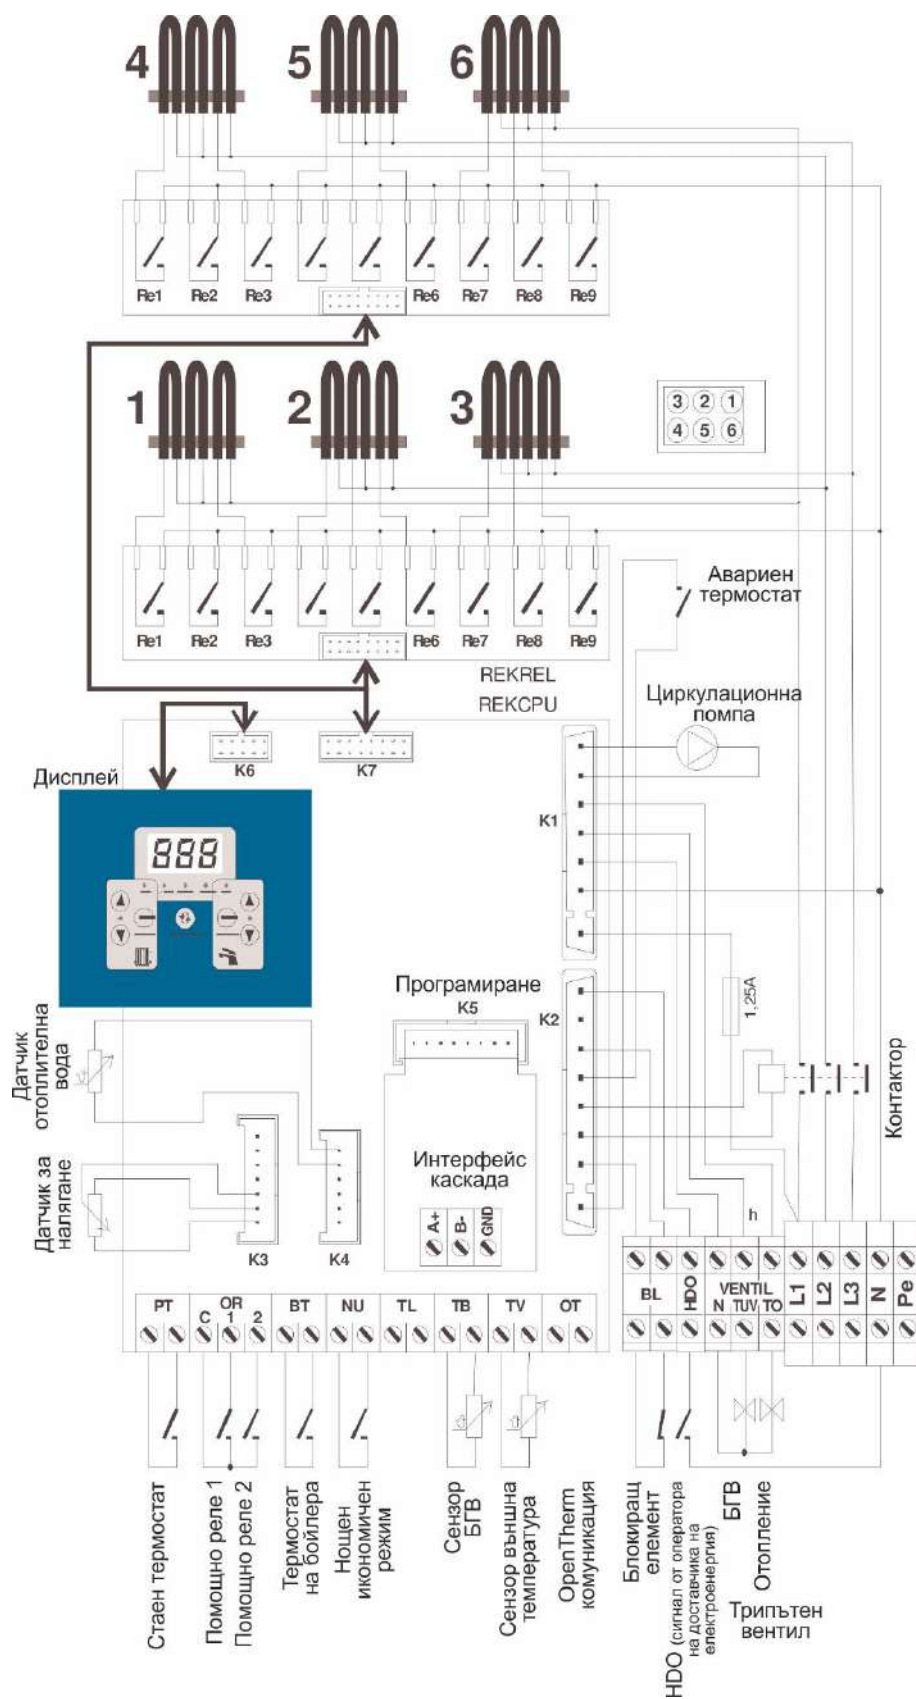 4 5 6
Re1 Re2 Re3 Re6 Re7 Re8 Re9
1 2 3
3 2 1
4 5 6
Авариен
термостат
Re1 Re2 Re3 Re6 Re7 Re8 Re9
REKREL
REKCPU
Циркулационна
помпа
K6 K7
Дисплей
K1
888
Програмиране
K5
K2
1,25A
Датчик
отоплителна
вода
Контактор
Датчик за
налягане
Интерфейс
каскада
A+ B- GND
K3 K4
h
PT OR BT NU TL TB TV OT
C 1 2
BL HDO VENTIL L1 L2 L3 N Pe
N TUV TO
Стаен термостат
Помощно реле 1
Помощно реле 2
Термостат
на бойлера
Нощен
икономичен
режим
Сензор
БГВ
Сензор външна
температура
OpenTherm
комуникация
Блокиращ
елемент
HDO (сигнал от оператора
на доставчика на
електроенергия)
БГВ
Отопление
Трипътен
вентил